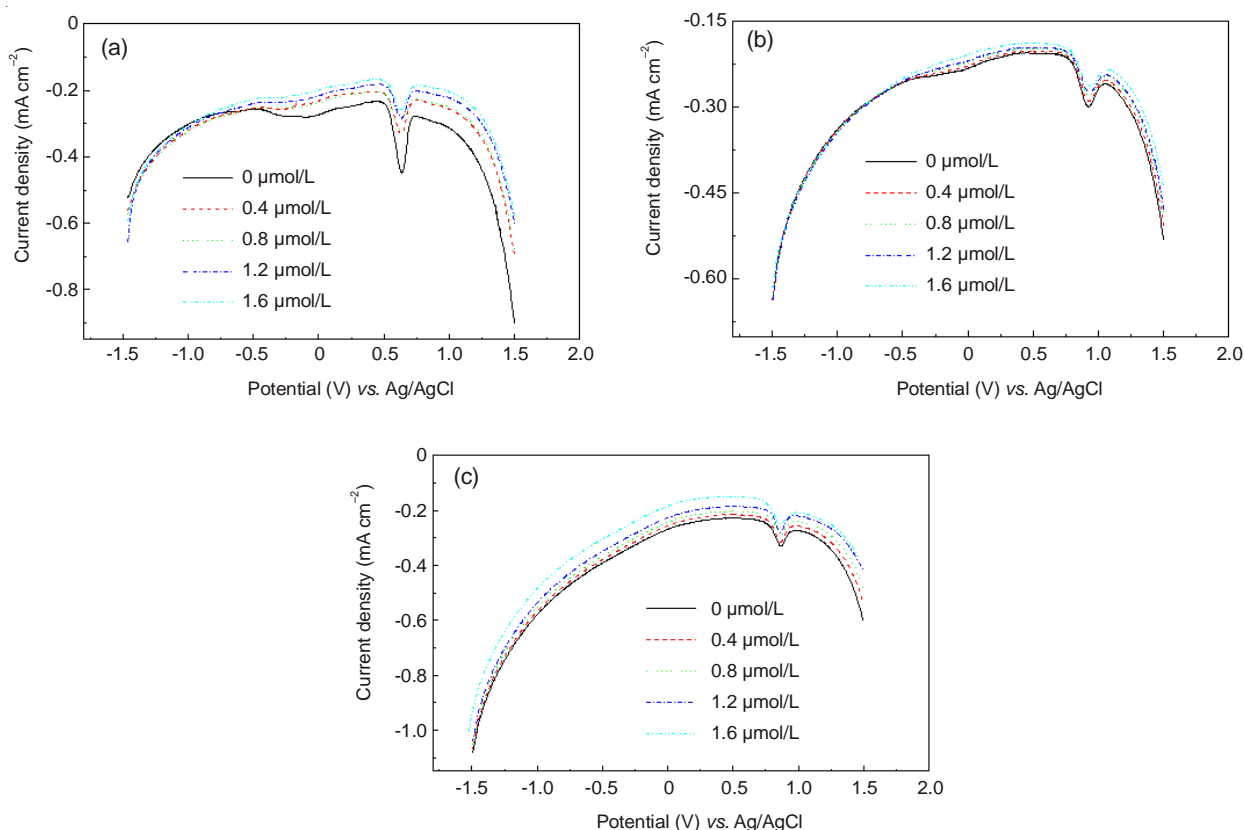 (a)
Current density (mA cm⁻²)
0
-0.2
-0.4
-0.6
-0.8
0 µmol/L
0.4 µmol/L
0.8 µmol/L
1.2 µmol/L
1.6 µmol/L
-1.5 -1.0 -0.5 0 0.5 1.0 1.5 2.0
Potential (V) vs. Ag/AgCl
(b)
Current density (mA cm⁻²)
-0.15
-0.30
-0.45
-0.60
0 µmol/L
0.4 µmol/L
0.8 µmol/L
1.2 µmol/L
1.6 µmol/L
-1.5 -1.0 -0.5 0 0.5 1.0 1.5 2.0
Potential (V) vs. Ag/AgCl
(c)
Current density (mA cm⁻²)
0
-0.2
-0.4
-0.6
-0.8
-1.0
0 µmol/L
0.4 µmol/L
0.8 µmol/L
1.2 µmol/L
1.6 µmol/L
-1.5 -1.0 -0.5 0 0.5 1.0 1.5 2.0
Potential (V) vs. Ag/AgCl